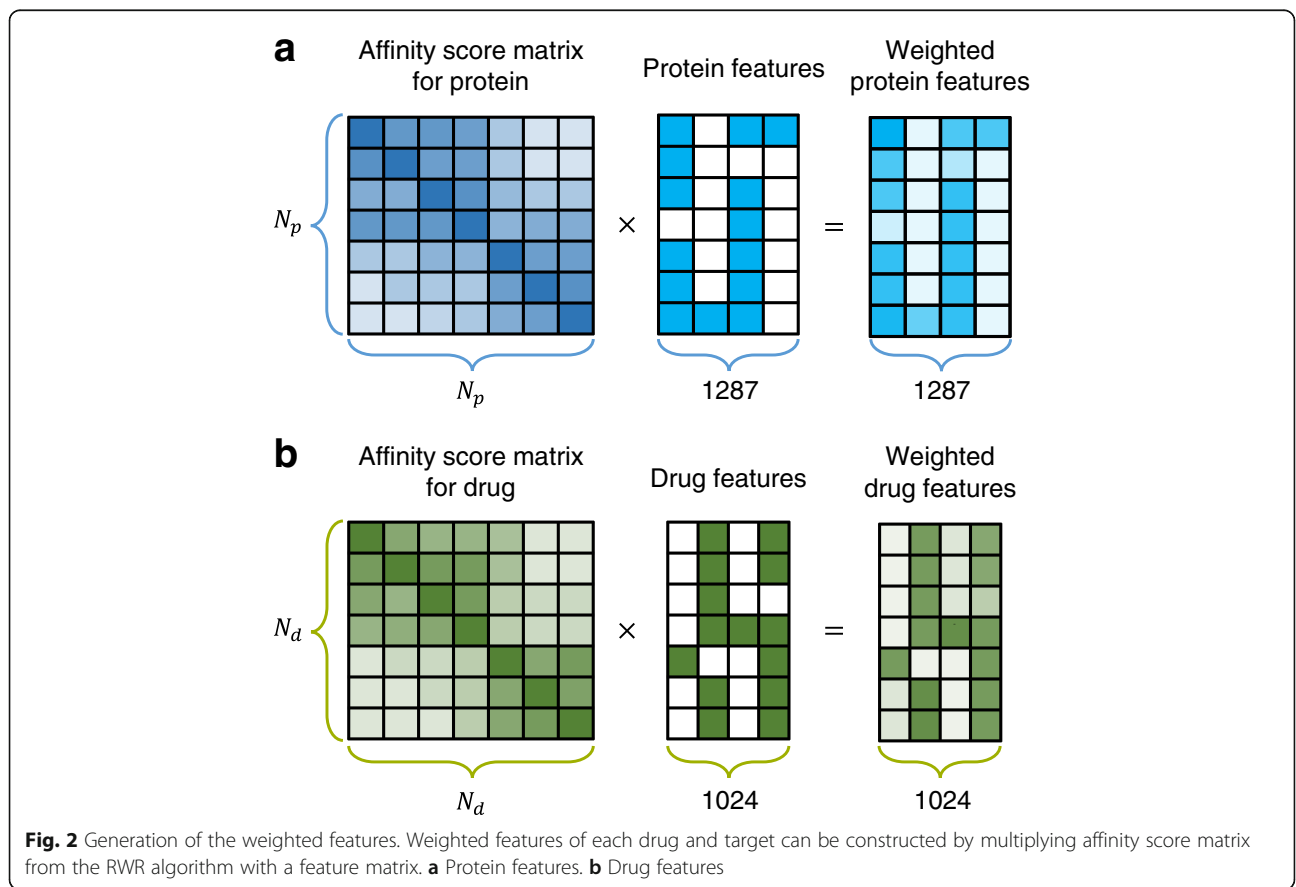 a
Affinity score matrix
for protein
Protein features
Weighted
protein features
N_p
×
=
N_p
1287
1287
b
Affinity score matrix
for drug
Drug features
Weighted
drug features
N_d
×
=
N_d
1024
1024
Fig. 2 Generation of the weighted features. Weighted features of each drug and target can be constructed by multiplying affinity score matrix
from the RWR algorithm with a feature matrix. a Protein features. b Drug features